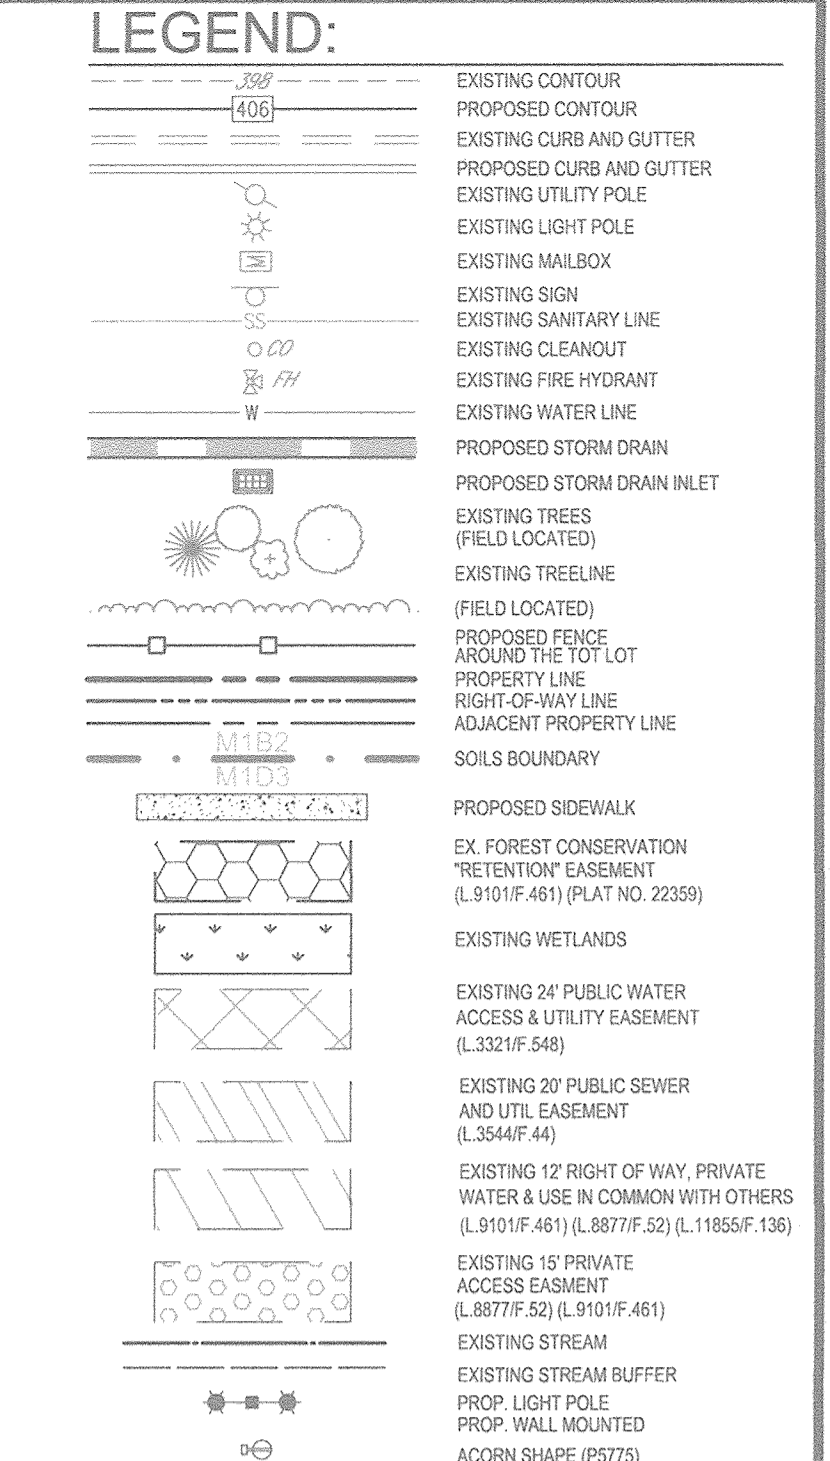 LEGEND:
398 EXISTING CONTOUR
406 PROPOSED CONTOUR
EXISTING CURB AND GUTTER
PROPOSED CURB AND GUTTER
EXISTING UTILITY POLE
EXISTING LIGHT POLE
M EXISTING MAILBOX
EXISTING SIGN
SS EXISTING SANITARY LINE
CO EXISTING CLEANOUT
FH EXISTING FIRE HYDRANT
W EXISTING WATER LINE
PROPOSED STORM DRAIN
PROPOSED STORM DRAIN INLET
EXISTING TREES
(FIELD LOCATED)
EXISTING TREELINE
(FIELD LOCATED)
PROPOSED FENCE
AROUND THE TOT LOT
PROPERTY LINE
RIGHT-OF-WAY LINE
ADJACENT PROPERTY LINE
M1B2
SOILS BOUNDARY
M1D3
PROPOSED SIDEWALK
EX. FOREST CONSERVATION
"RETENTION" EASEMENT
(L.9101/F.461) (PLAT NO. 22359)
EXISTING WETLANDS
EXISTING 24' PUBLIC WATER
ACCESS & UTILITY EASEMENT
(L.3321/F.548)
EXISTING 20' PUBLIC SEWER
AND UTIL EASEMENT
(L.3544/F.44)
EXISTING 12' RIGHT OF WAY, PRIVATE
WATER & USE IN COMMON WITH OTHERS
(L.9101/F.461) (L.8877/F.52) (L.11855/F.136)
EXISTING 15' PRIVATE
ACCESS EASMENT
(L.8877/F.52) (L.9101/F.461)
EXISTING STREAM
EXISTING STREAM BUFFER
PROP. LIGHT POLE
PROP. WALL MOUNTED
ACORN SHAPE (P5775)